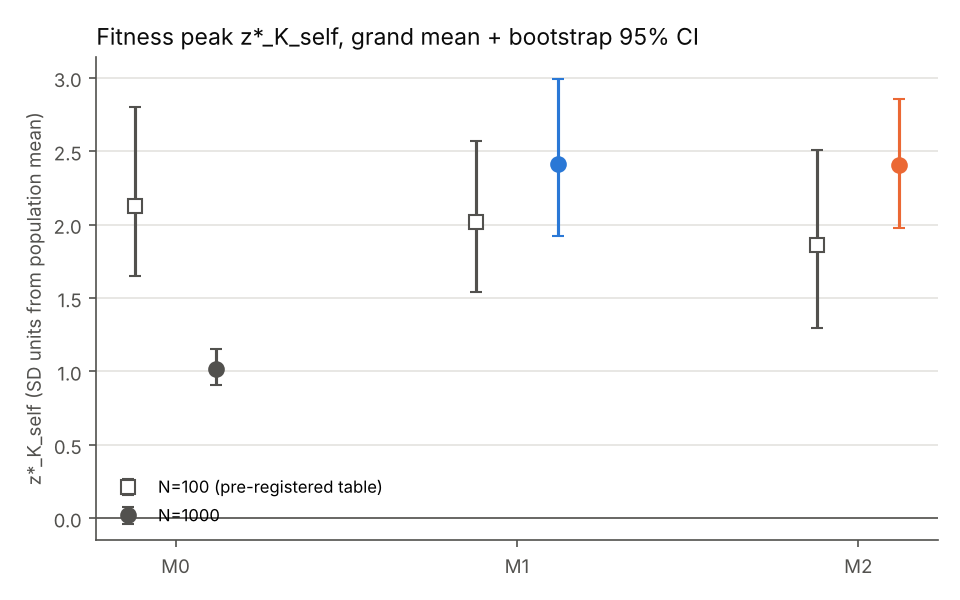 Fitness peak z*_K_self, grand mean + bootstrap 95% CI
z*_K_self (SD units from population mean)
3.0
2.5
2.0
1.5
1.0
0.5
0.0
N=100 (pre-registered table)
N=1000
M0
M1
M2